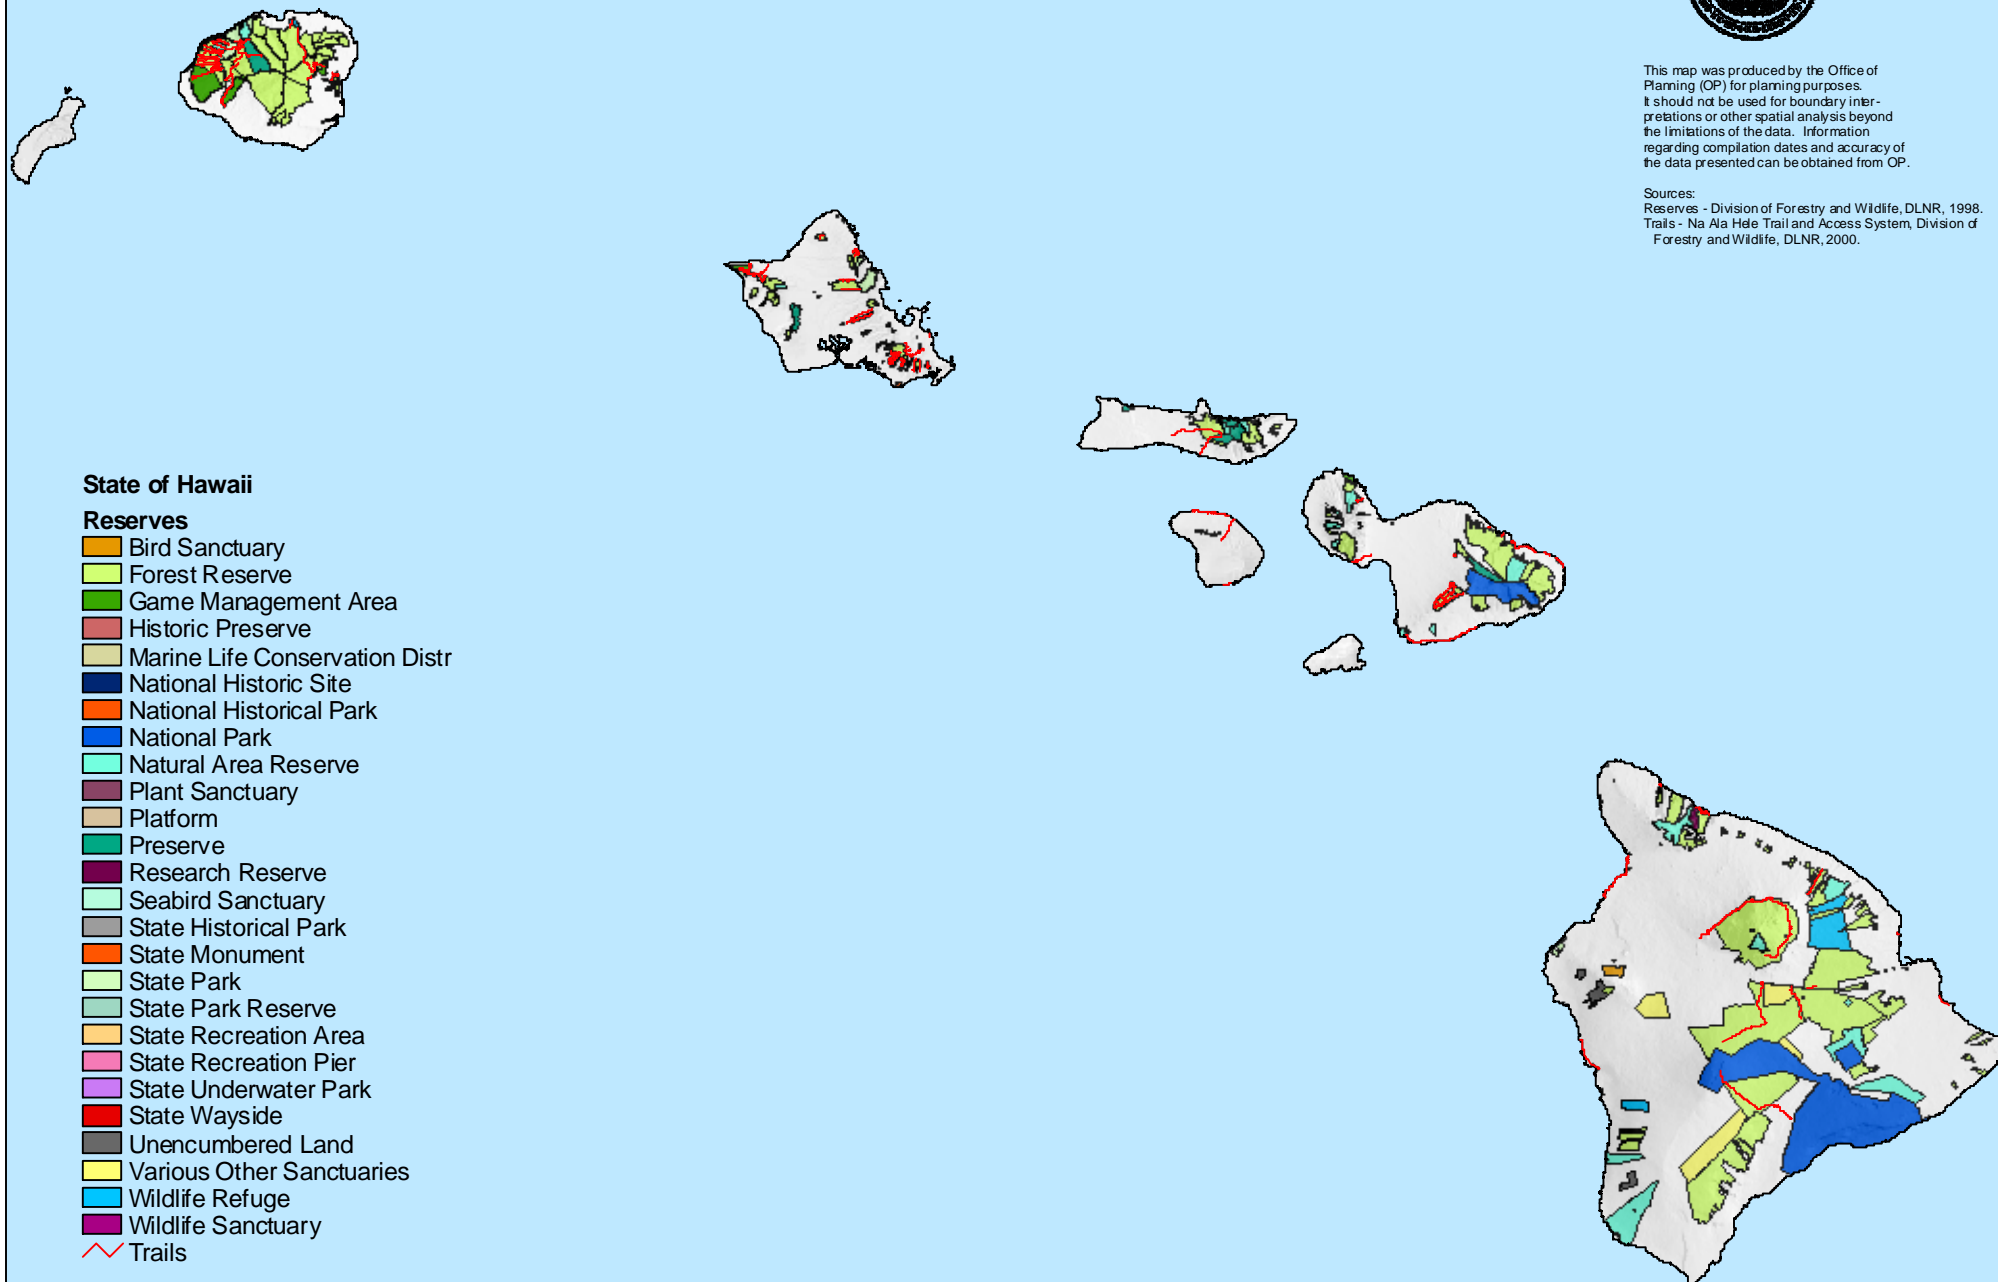 This map was produced by the Office of
Planning (OP) for planning purposes.
It should not be used for boundary inter-
pretations or other spatial analysis beyond
the limitations of the data. Information
regarding compilation dates and accuracy of
the data presented can be obtained from OP.
Sources:
Reserves - Division of Forestry and Wildlife, DLNR, 1998.
Trails - Na Ala Hele Trail and Access System, Division of
Forestry and Wildlife, DLNR, 2000.
State of Hawaii
Reserves
Bird Sanctuary
Forest Reserve
Game Management Area
Historic Preserve
Marine Life Conservation Distr
National Historic Site
National Historical Park
National Park
Natural Area Reserve
Plant Sanctuary
Platform
Preserve
Research Reserve
Seabird Sanctuary
State Historical Park
State Monument
State Park
State Park Reserve
State Recreation Area
State Recreation Pier
State Underwater Park
State Wayside
Unencumbered Land
Various Other Sanctuaries
Wildlife Refuge
Wildlife Sanctuary
Trails